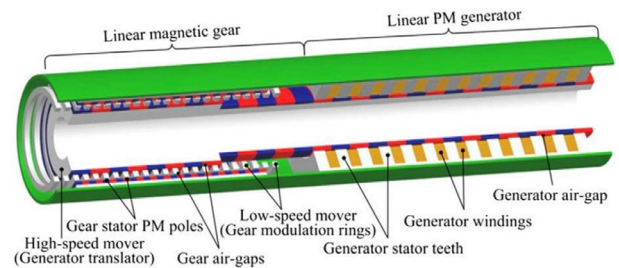 Linear magnetic gear
Linear PM generator
Generator air-gap
Generator windings
Generator stator teeth
Low-speed mover
(Gear modulation rings)
Gear air-gaps
Gear stator PM poles
High-speed mover
(Generator translator)